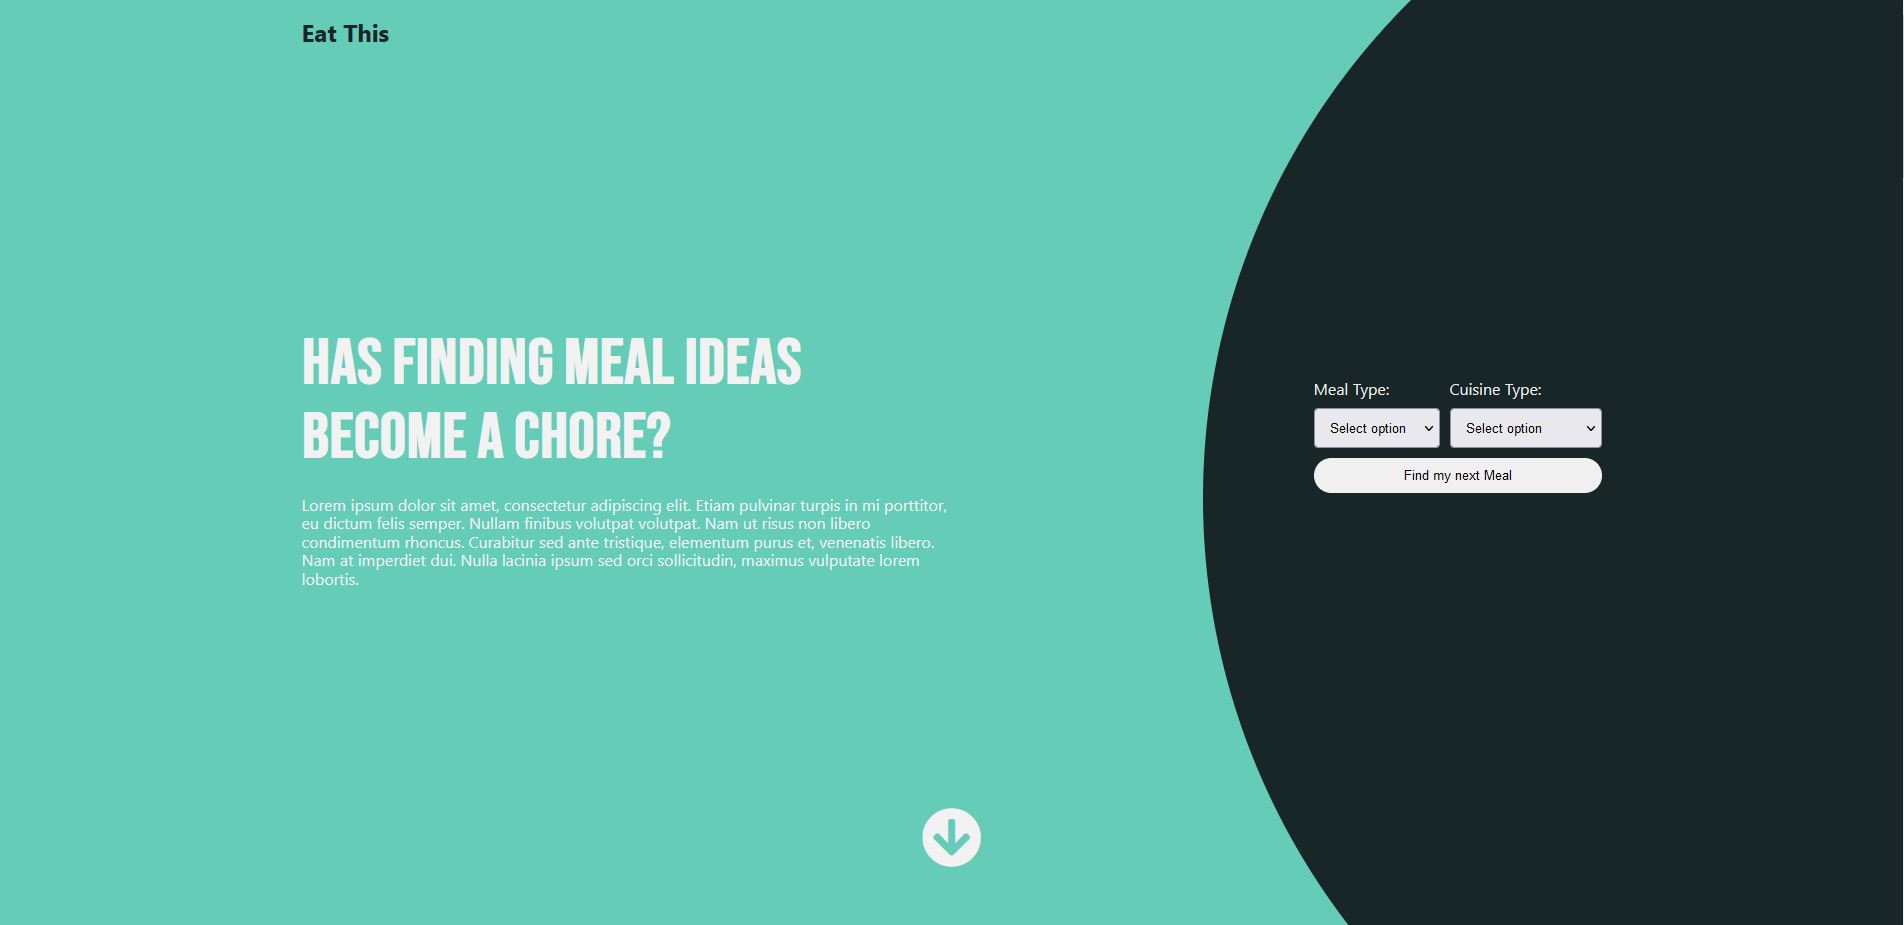 Eat This
HAS FINDING MEAL IDEAS
BECOME A CHORE?
Lorem ipsum dolor sit amet, consectetur adipiscing elit. Etiam pulvinar turpis in mi porttitor,
eu dictum felis semper. Nullam finibus volutpat volutpat. Nam ut risus non libero
condimentum rhoncus. Curabitur sed ante tristique, elementum purus et, venenatis libero.
Nam at imperdiet dui. Nulla lacinia ipsum sed orci sollicitudin, maximus vulputate lorem
lobortis.
Meal Type: Cuisine Type:
Select option Select option
Find my next Meal